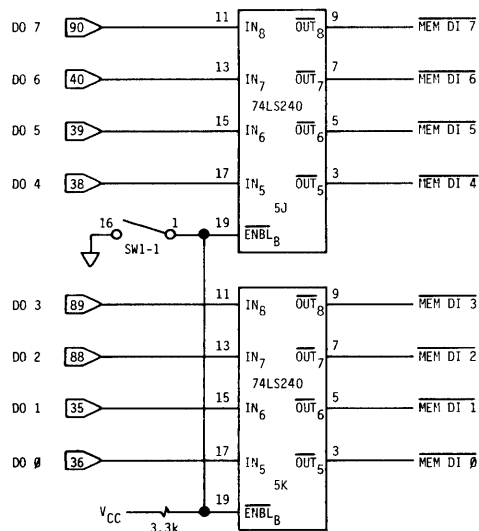 DO 7 90 11 IN8 OUT8 9 MEM DI 7
DO 6 40 13 IN7 OUT7 7 MEM DI 6
74LS240
DO 5 39 15 IN6 OUT6 5 MEM DI 5
DO 4 38 17 IN5 OUT5 3 MEM DI 4
5J
16 1 19 ENBLB
SW1-1
DO 3 89 11 IN8 OUT8 9 MEM DI 3
DO 2 88 13 IN7 OUT7 7 MEM DI 2
74LS240
DO 1 35 15 IN6 OUT6 5 MEM DI 1
DO Ø 36 17 IN5 OUT5 3 MEM DI Ø
5K
VCC 19 ENBLB
3.3k